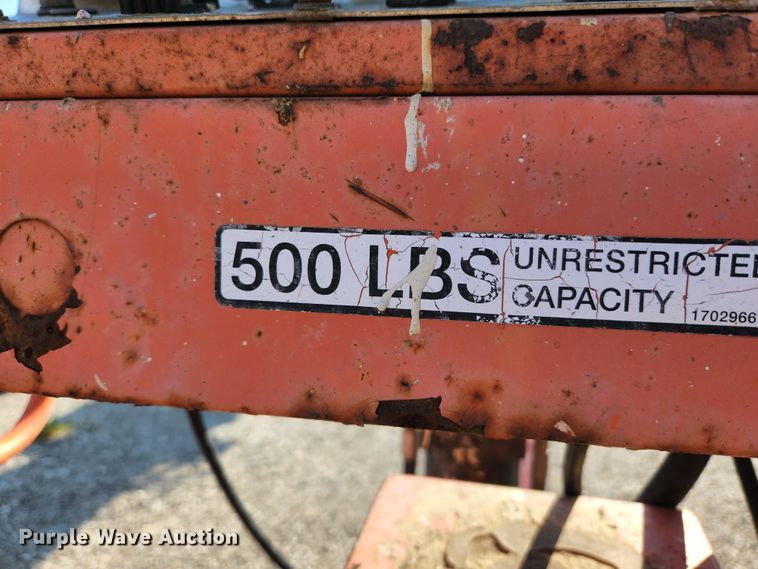 500 LBS
UNRESTRICTED
CAPACITY
1702966
Purple Wave Auction